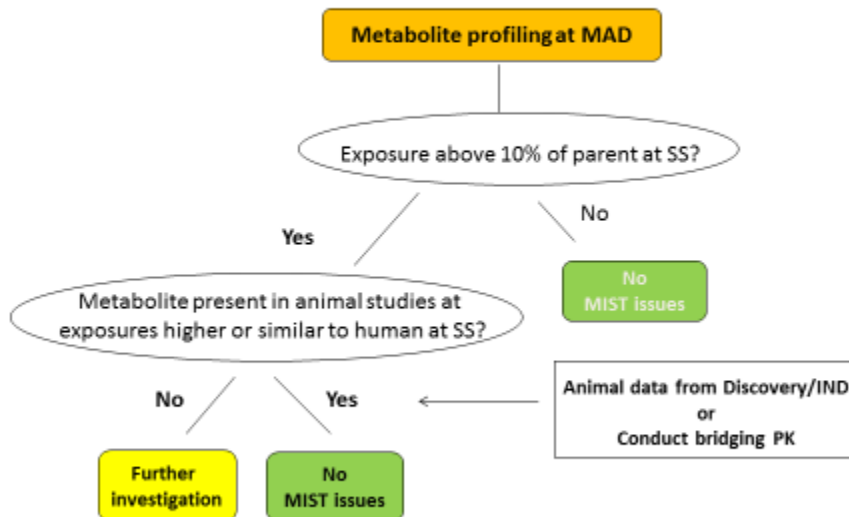 Metabolite profiling at MAD
Exposure above 10% of parent at SS?
Yes
No
No
MIST issues
Metabolite present in animal studies at
exposures higher or similar to human at SS?
No
Yes
Animal data from Discovery/IND
or
Conduct bridging PK
Further
investigation
No
MIST issues